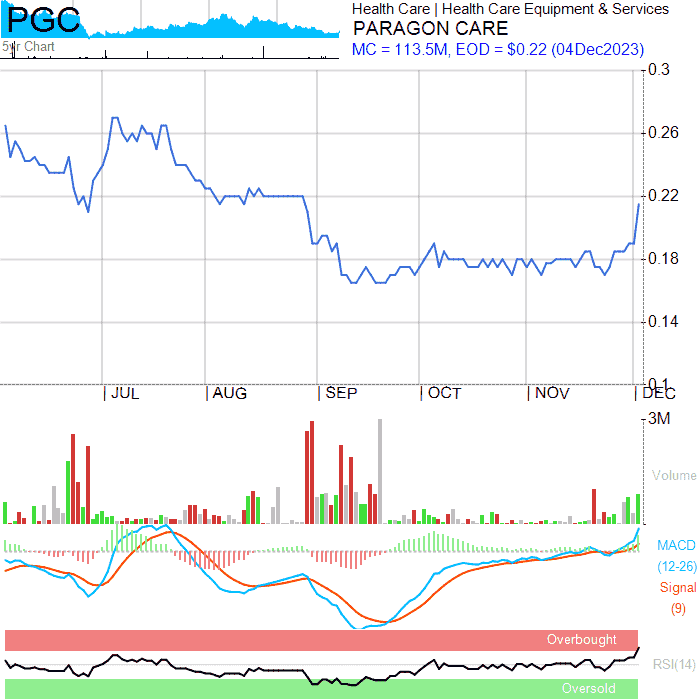 PGC
5yr Chart
Health Care | Health Care Equipment & Services
PARAGON CARE
MC = 113.5M, EOD = $0.22 (04Dec2023)
0.3
0.26
0.22
0.18
0.14
0.1
JUL
AUG
SEP
OCT
NOV
DEC
3M
Volume
MACD
(12-26)
Signal
(9)
Overbought
RSI(14)
Oversold